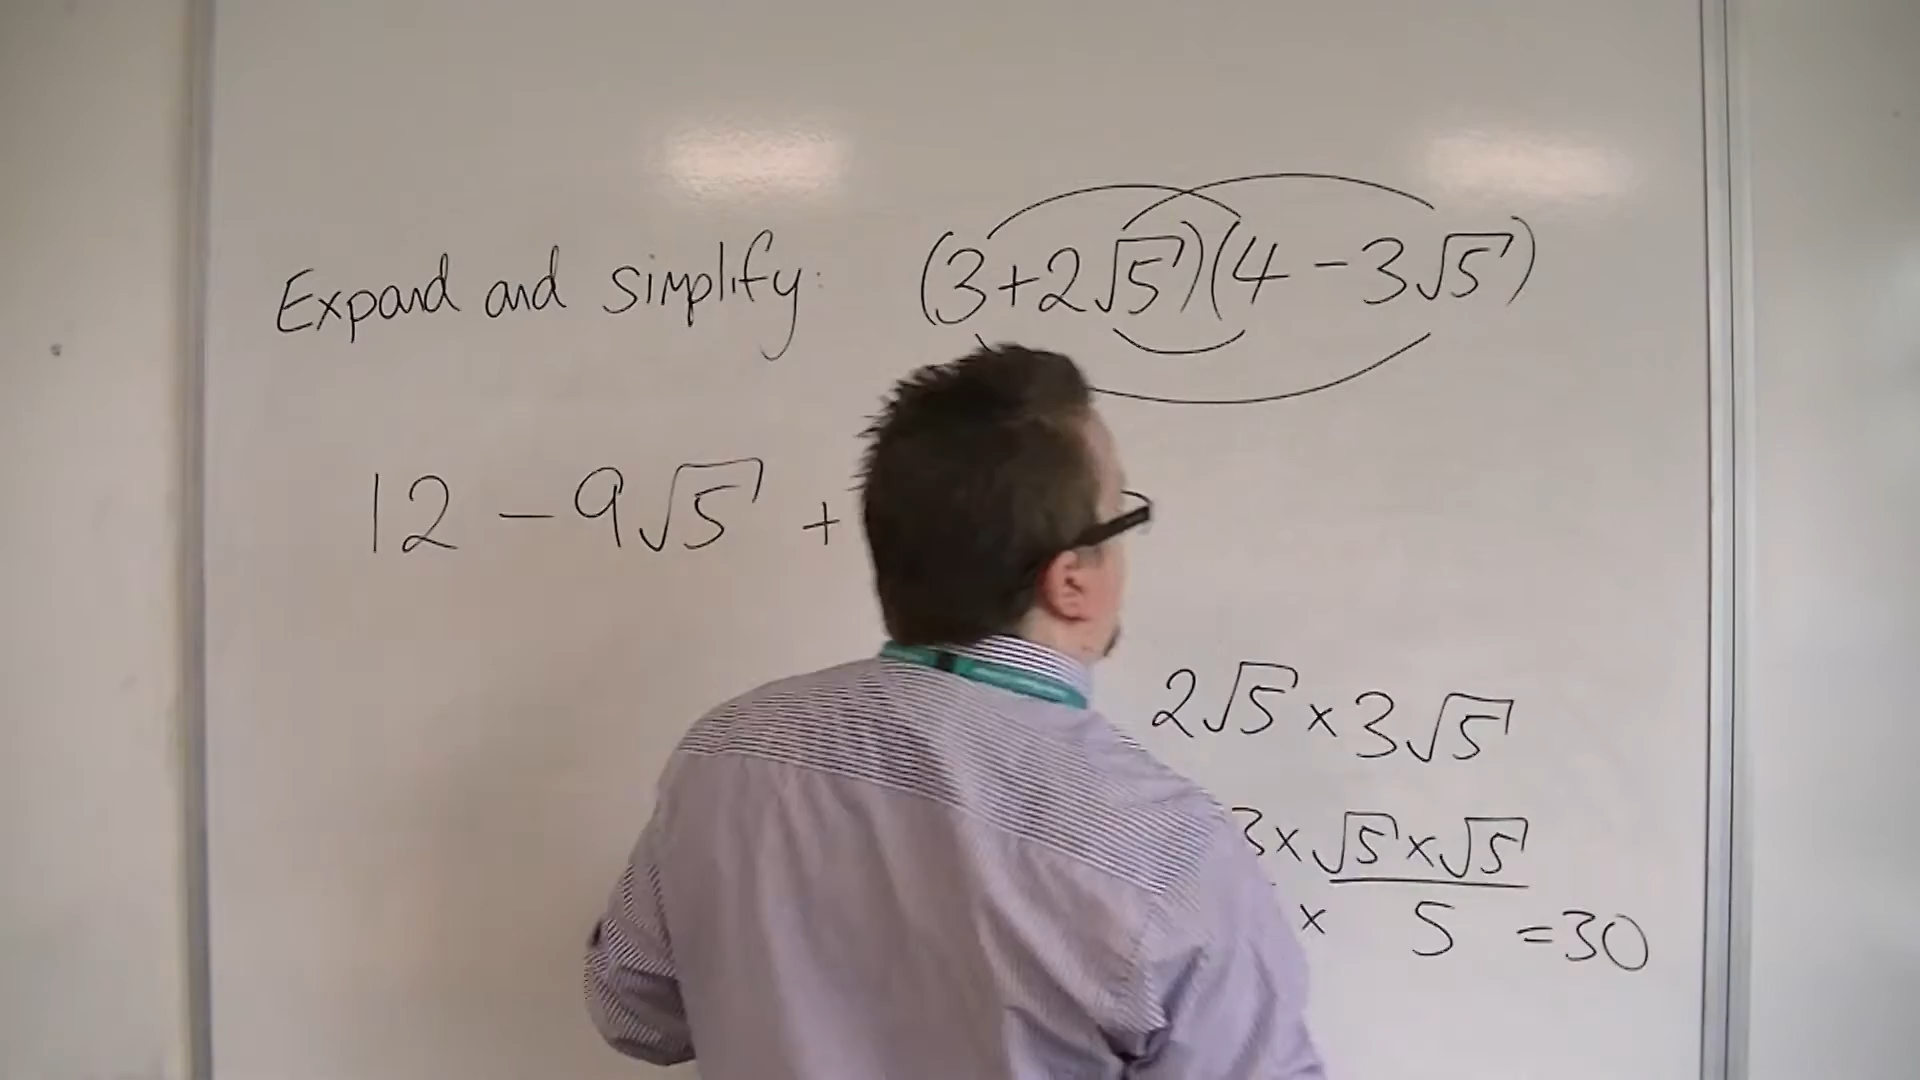 Expand and simplify: (3+2√5)(4-3√5)
12 - 9√5 +
2√5 × 3√5
3 × √5 × √5
× 5 = 30